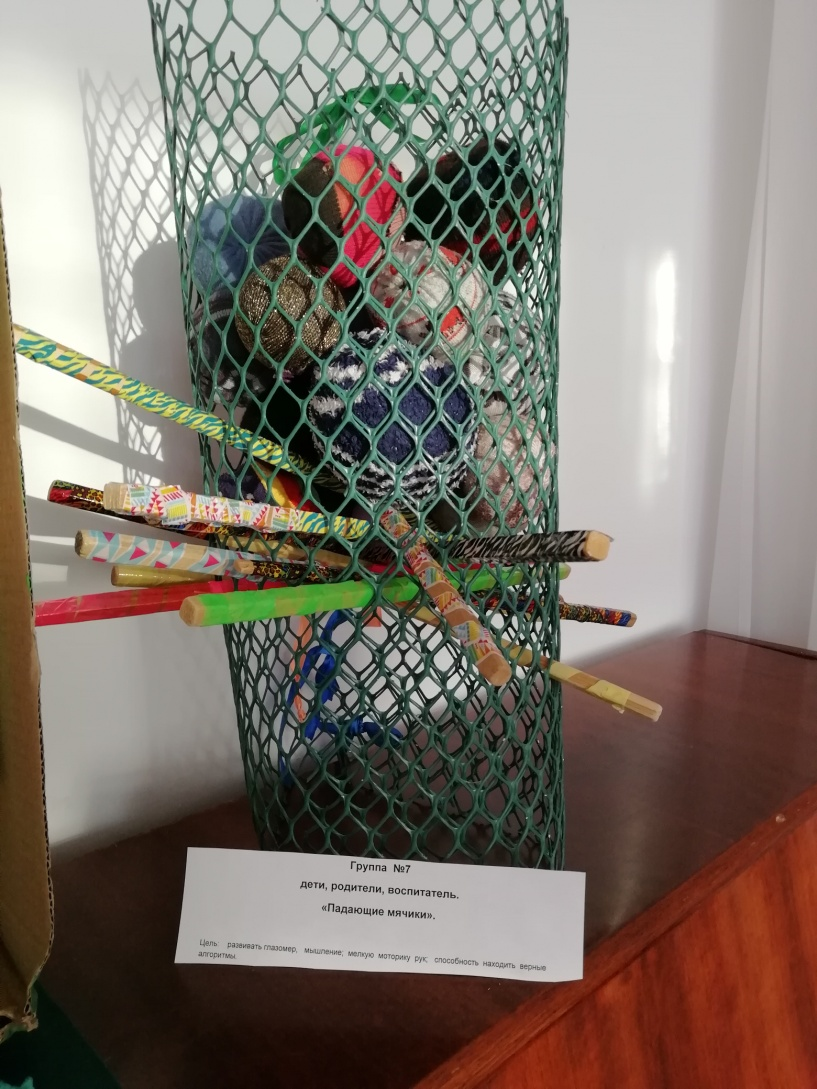 Группа №7
дети, родители, воспитатель.
«Падающие мячики».
Цель: развивать глазомер, мышление; мелкую моторику рук; способность находить верные
алгоритмы.